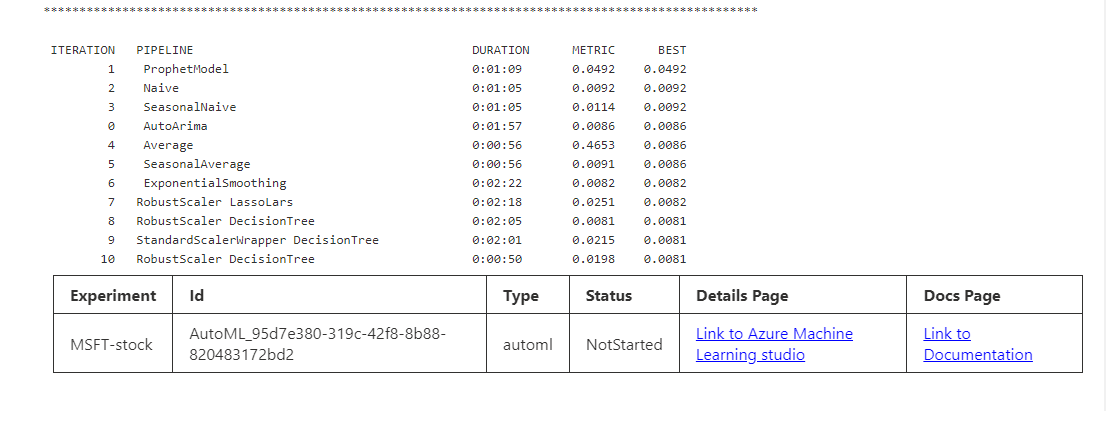 ****************************************************************************************************
ITERATION PIPELINE DURATION METRIC BEST
1 ProphetModel 0:01:09 0.0492 0.0492
2 Naive 0:01:05 0.0092 0.0092
3 SeasonalNaive 0:01:05 0.0114 0.0092
0 AutoArima 0:01:57 0.0086 0.0086
4 Average 0:00:56 0.4653 0.0086
5 SeasonalAverage 0:00:56 0.0091 0.0086
6 ExponentialSmoothing 0:02:22 0.0082 0.0082
7 RobustScaler LassoLars 0:02:18 0.0251 0.0082
8 RobustScaler DecisionTree 0:02:05 0.0081 0.0081
9 StandardScalerWrapper DecisionTree 0:02:01 0.0215 0.0081
10 RobustScaler DecisionTree 0:00:50 0.0198 0.0081
Experiment Id Type Status Details Page Docs Page
MSFT-stock AutoML_95d7e380-319c-42f8-8b88- automl NotStarted Link to Azure Machine Link to
820483172bd2 Learning studio Documentation